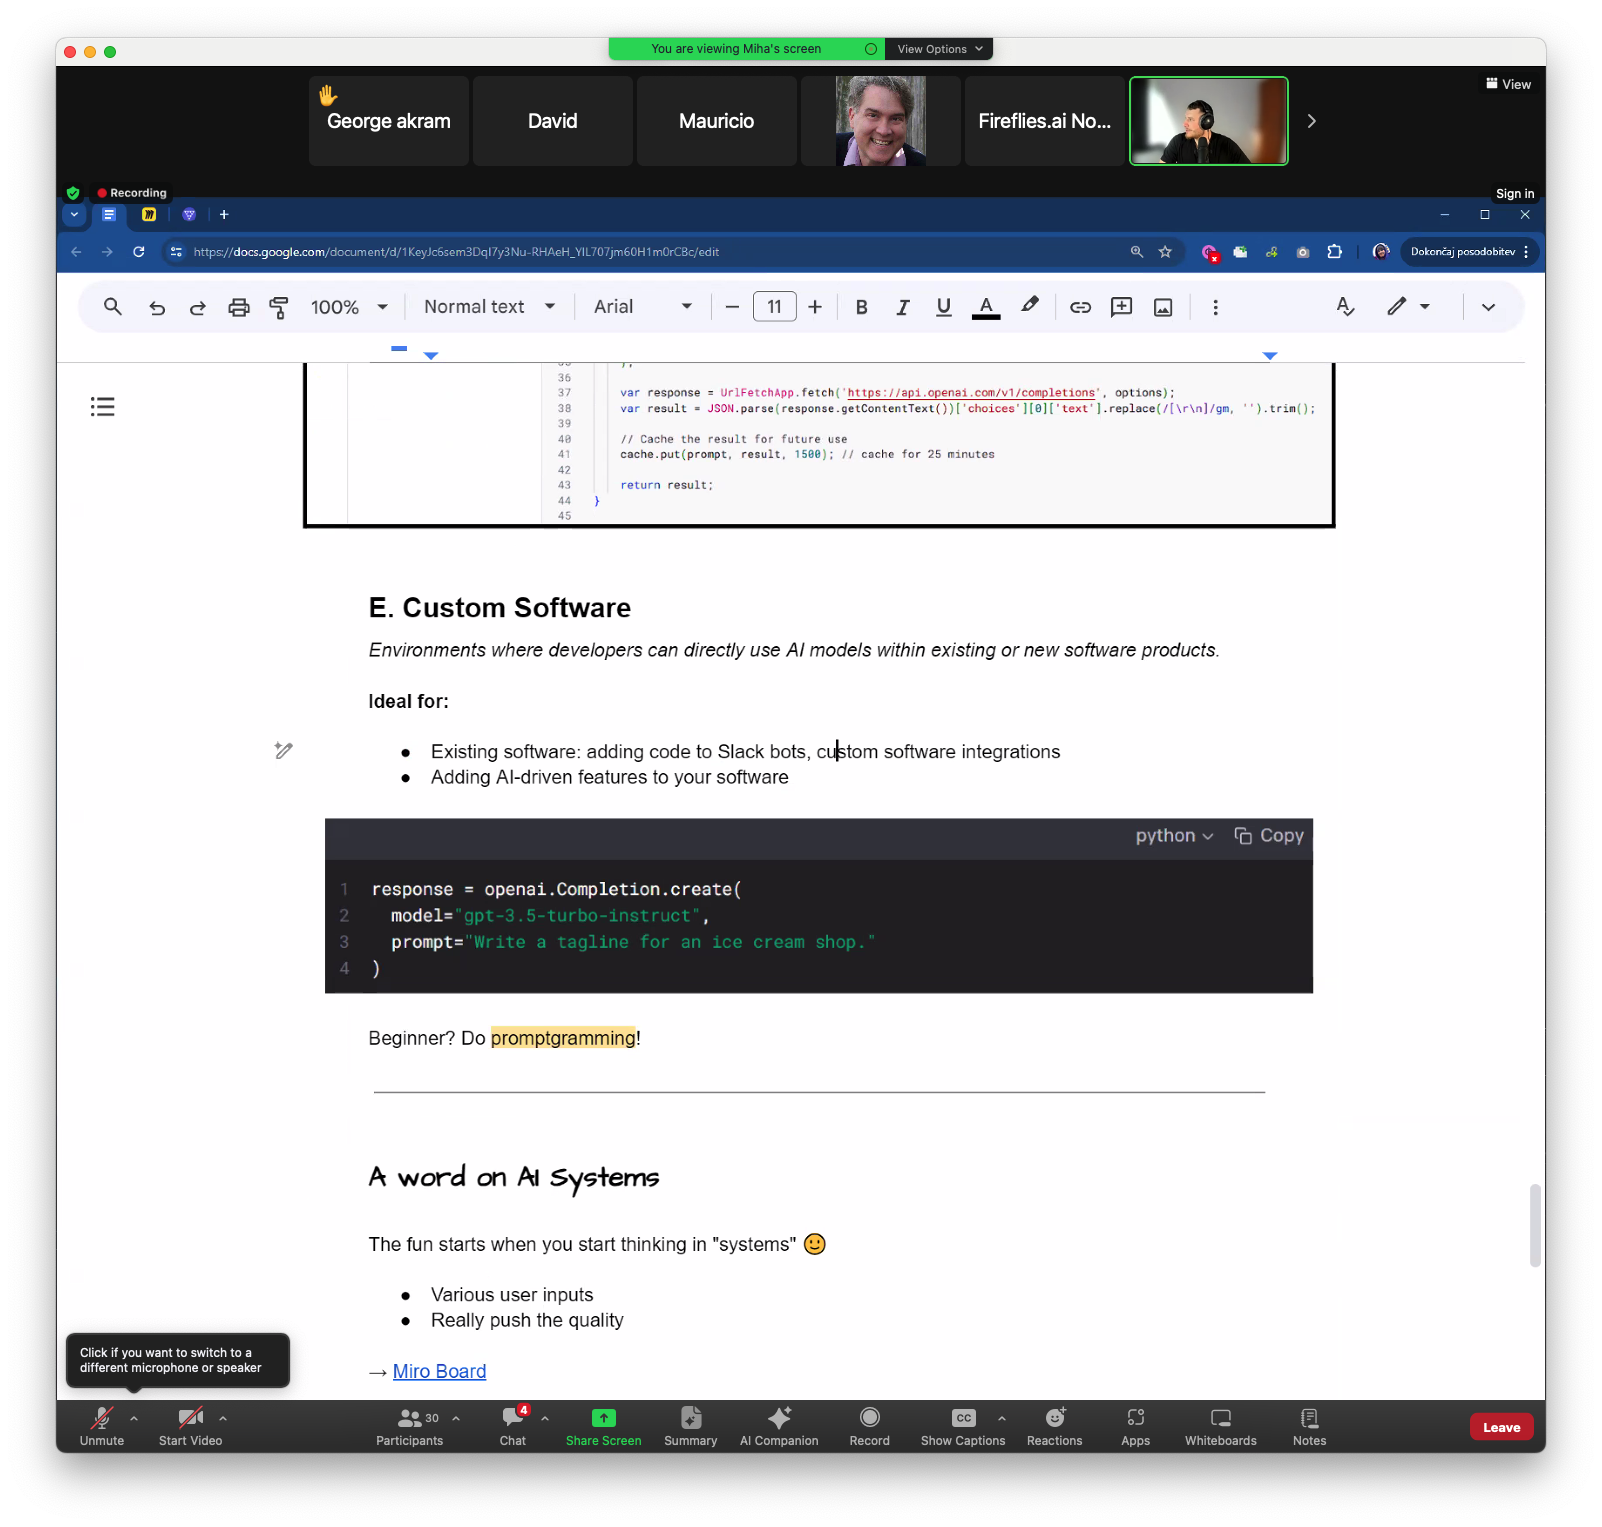 You are viewing Miha's screen
View Options
View
George akram
David
Mauricio
Fireflies.ai No...
Recording
Sign in
https://docs.google.com/document/d/1KeyJc6sem3DqI7y3Nu-RHAeH_YIL707jm60H1m0rCBc/edit
Dokončaj posodobitev
100%
Normal text
Arial
11
B I U A
36
37 var response = UrlFetchApp.fetch('https://api.openai.com/v1/completions', options);
38 var result = JSON.parse(response.getContentText())['choices'][0]['text'].replace(/[\r\n]/gm, '').trim();
39
40 // Cache the result for future use
41 cache.put(prompt, result, 1500); // cache for 25 minutes
42
43 return result;
44 }
45
E. Custom Software
Environments where developers can directly use AI models within existing or new software products.
Ideal for:
● Existing software: adding code to Slack bots, custom software integrations
● Adding AI-driven features to your software
python
Copy
1 response = openai.Completion.create(
2 model="gpt-3.5-turbo-instruct",
3 prompt="Write a tagline for an ice cream shop."
4 )
Beginner? Do promptgramming!
A word on AI Systems
The fun starts when you start thinking in "systems" 🙂
● Various user inputs
● Really push the quality
→ Miro Board
Click if you want to switch to a
different microphone or speaker
Unmute
Start Video
30
Participants
4
Chat
Share Screen
Summary
AI Companion
Record
CC
Show Captions
Reactions
Apps
Whiteboards
Notes
Leave